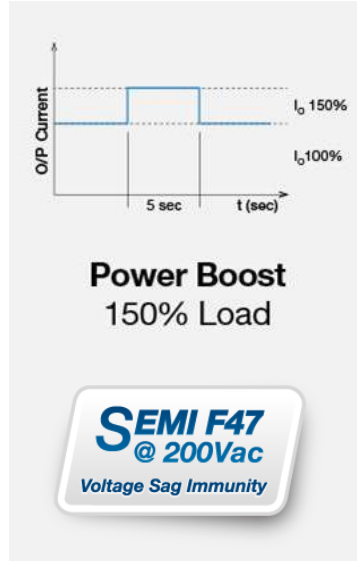 O/P Current
I₀ 150%
I₀100%
5 sec
t (sec)
Power Boost
150% Load
SEMI F47
@ 200Vac
Voltage Sag Immunity